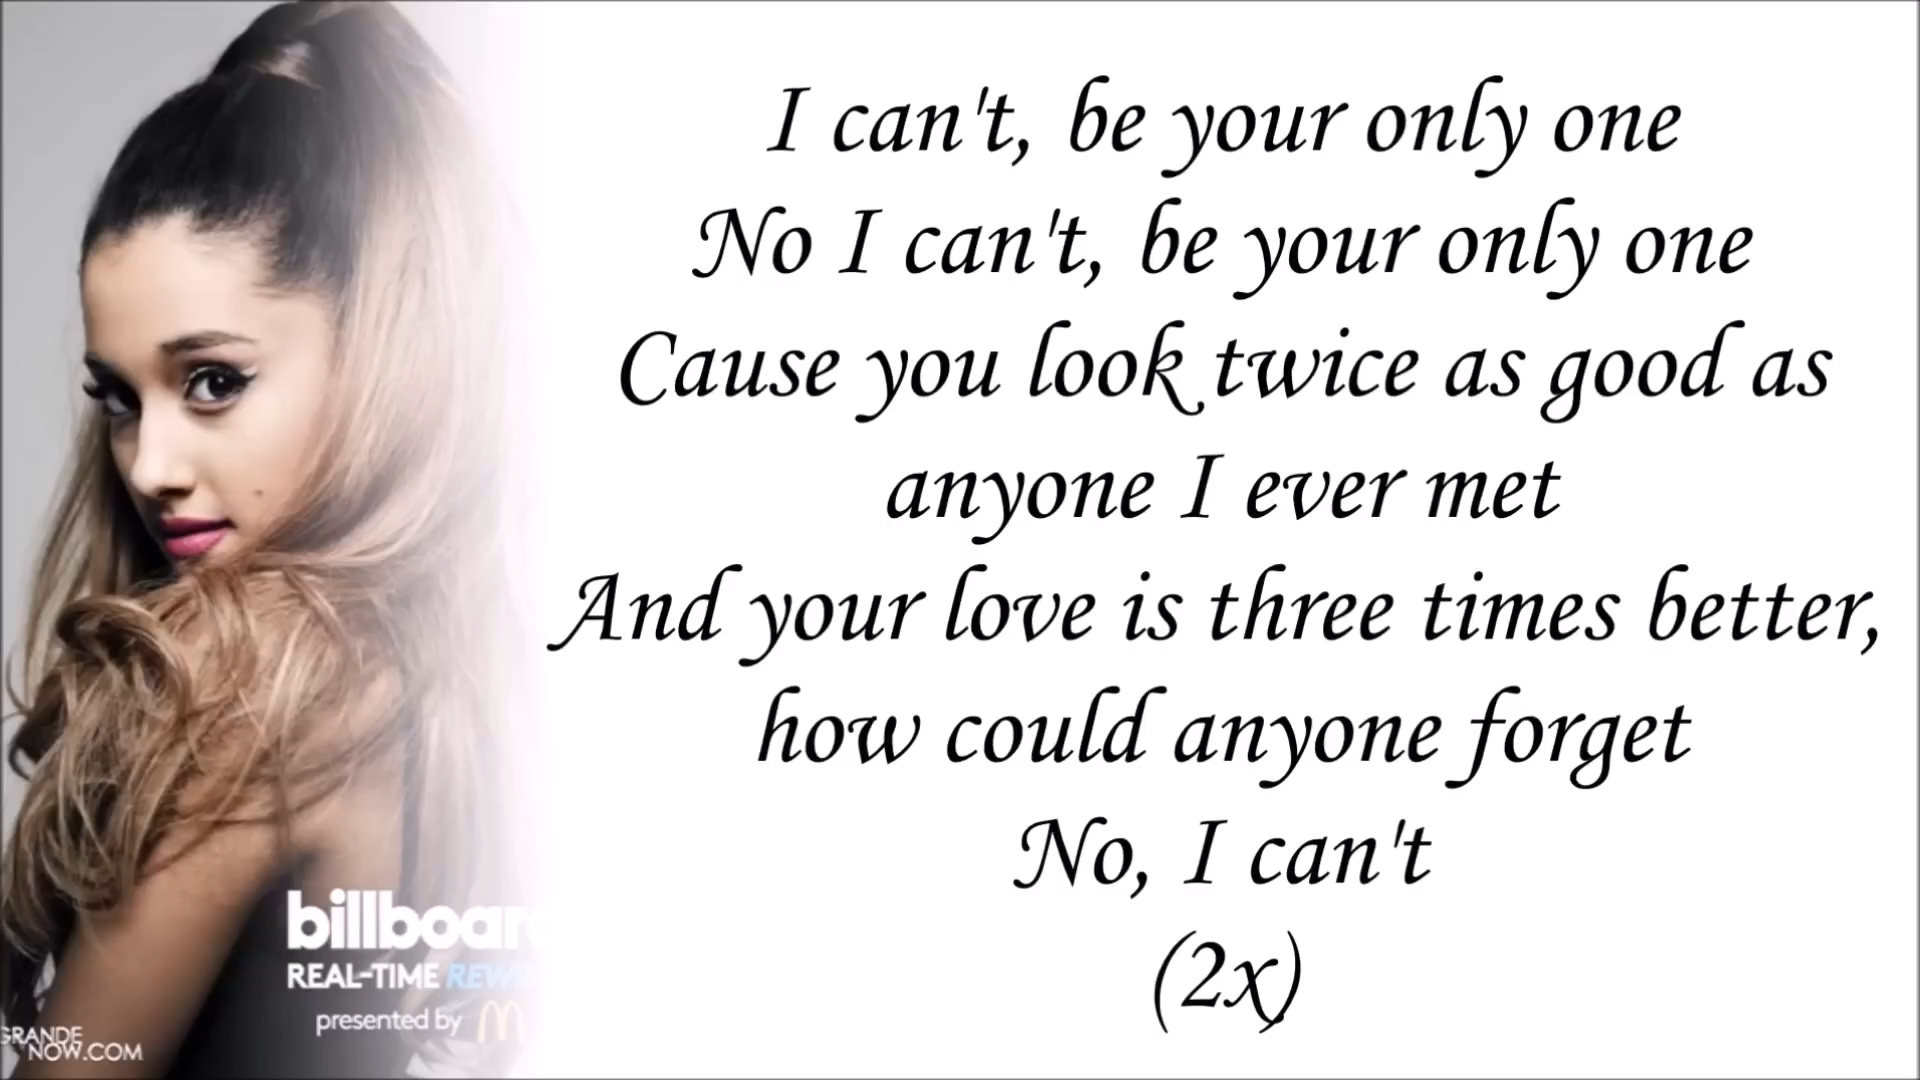 I can't, be your only one
No I can't, be your only one
Cause you look twice as good as
anyone I ever met
And your love is three times better,
how could anyone forget
No, I can't
(2x)
billboar
REAL-TIME REW
presented by
GRANDE
NOW.COM